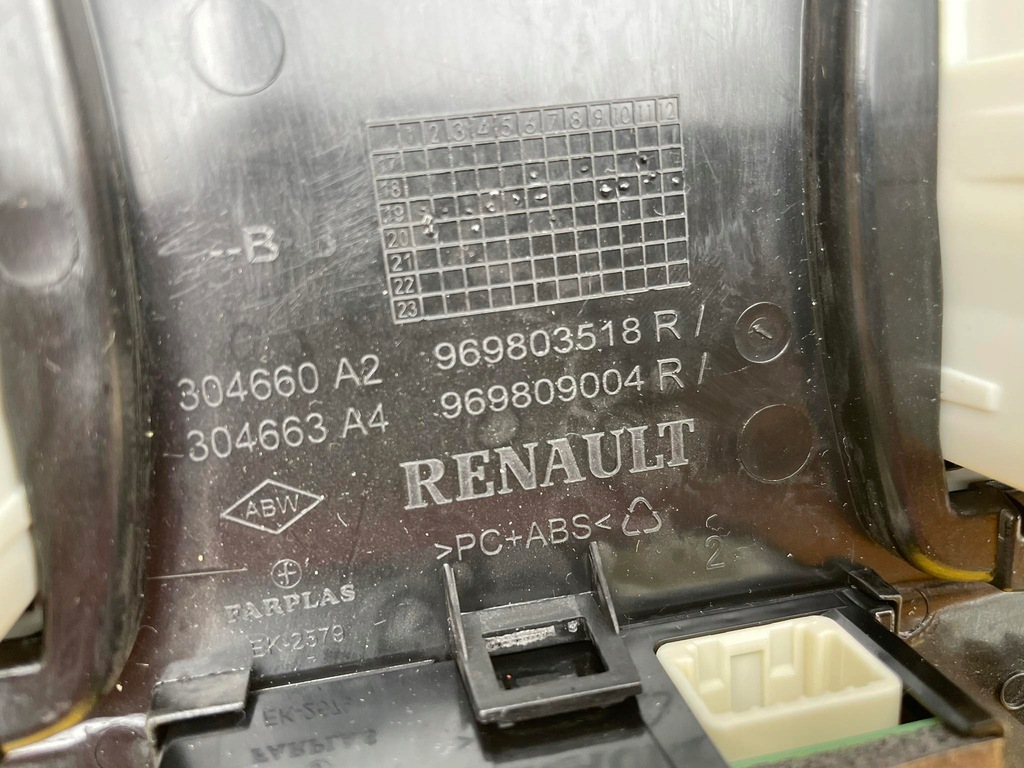 1 2 3 4 5 6 7 8 9 10 11 12
17
18
19
20
21
22
23
B
304660 A2 969803518 R /
304663 A4 969809004 R /
RENAULT
ABW
>PC+ABS<
2
FARPLAS
EK-2379